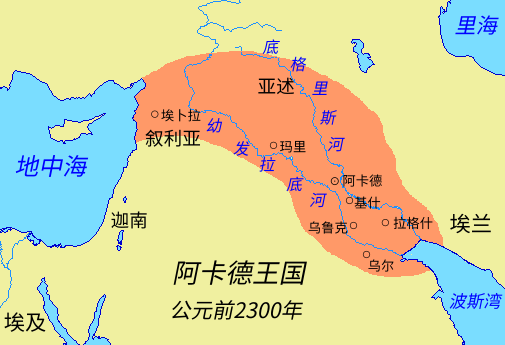 里海
底格里斯河
亚述
埃卜拉
幼发拉底河
叙利亚
玛里
地中海
阿卡德
基什
迦南
乌鲁克
拉格什
埃兰
乌尔
阿卡德王国
波斯湾
公元前2300年
埃及